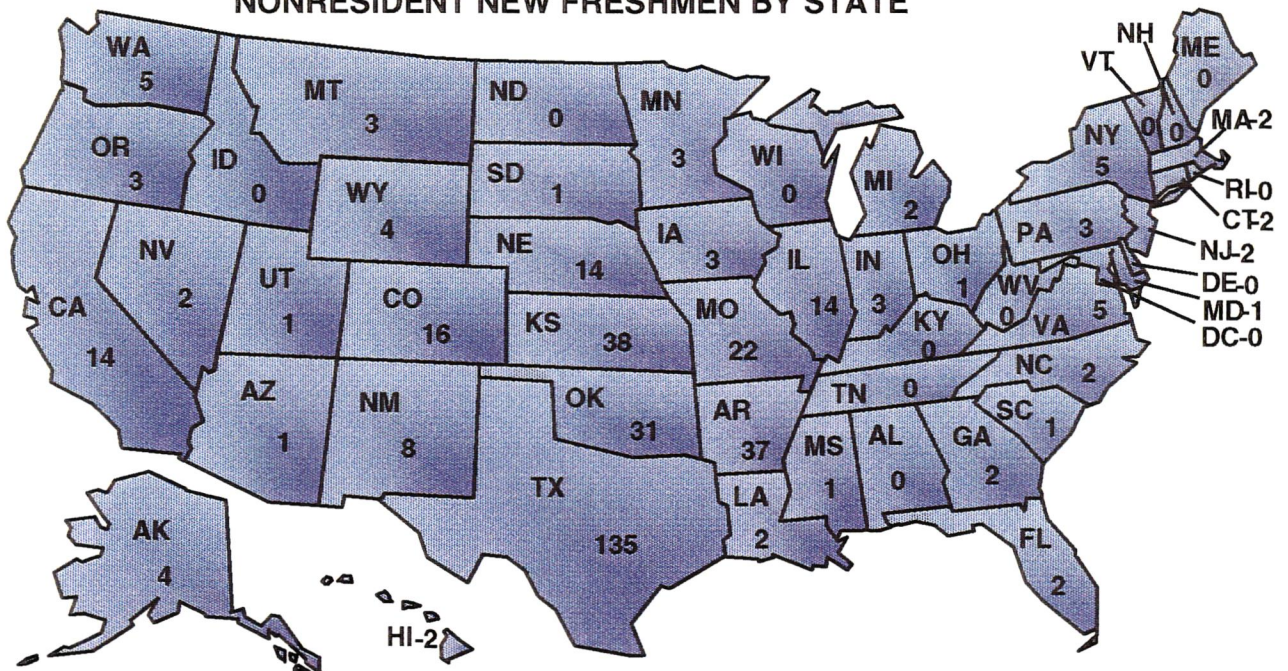 NONRESIDENT NEW FRESHMEN BY STATE
WA
5
MT
3
ND
0
MN
3
OR
3
ID
0
WY
4
SD
1
WI
0
MI
2
NY
5
VT
0
NH
0
ME
0
MA-2
RI-0
CT-2
NJ-2
DE-0
MD-1
DC-0
NV
2
UT
1
CO
16
NE
14
IA
3
IL
14
IN
3
OH
1
PA 3
WV
0
VA 5
CA
14
KS 38
MO
22
KY
0
AZ
1
NM
8
OK
31
AR
37
TN 0
NC 2
SC
1
TX
135
LA
2
MS
1
AL
0
GA
2
FL
2
AK
4
HI-2